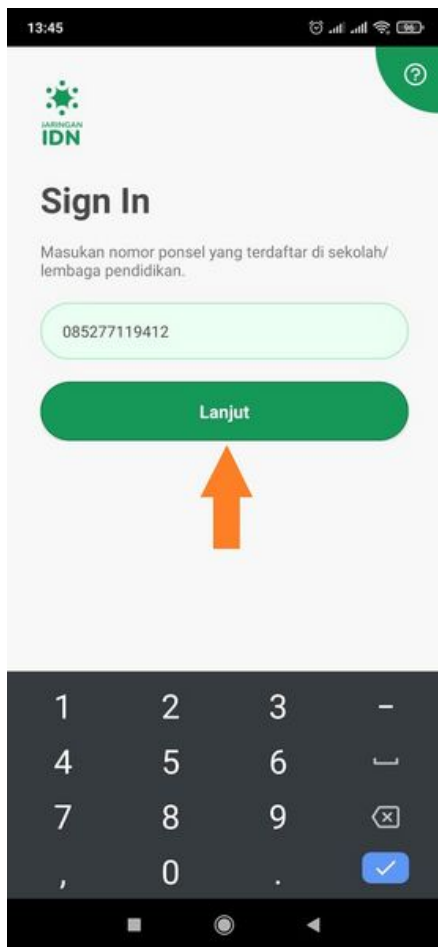 13:45
96
JARINGAN
IDN
Sign In
Masukan nomor ponsel yang terdaftar di sekolah/
lembaga pendidikan.
085277119412
Lanjut
1 2 3 -
4 5 6
7 8 9
, 0 .